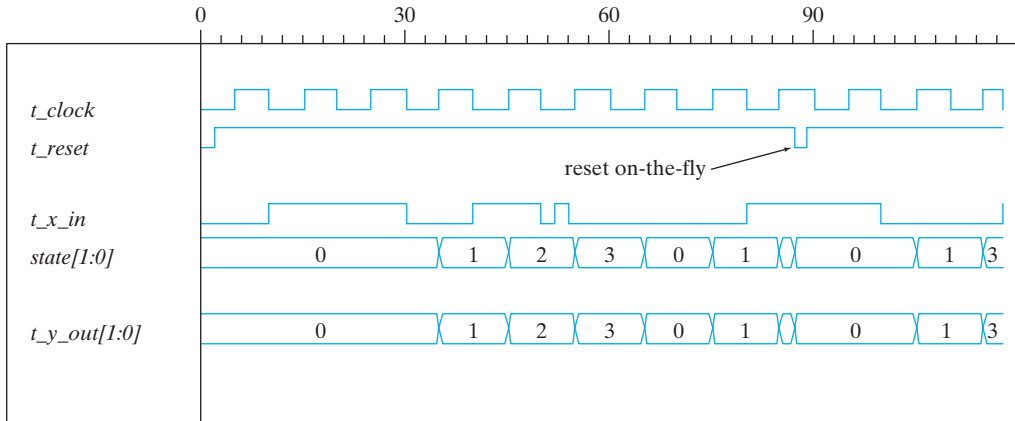 0 30 60 90
t_clock
t_reset
reset on-the-fly
t_x_in
state[1:0] 0 1 2 3 0 1 0 1 3
t_y_out[1:0] 0 1 2 3 0 1 0 1 3